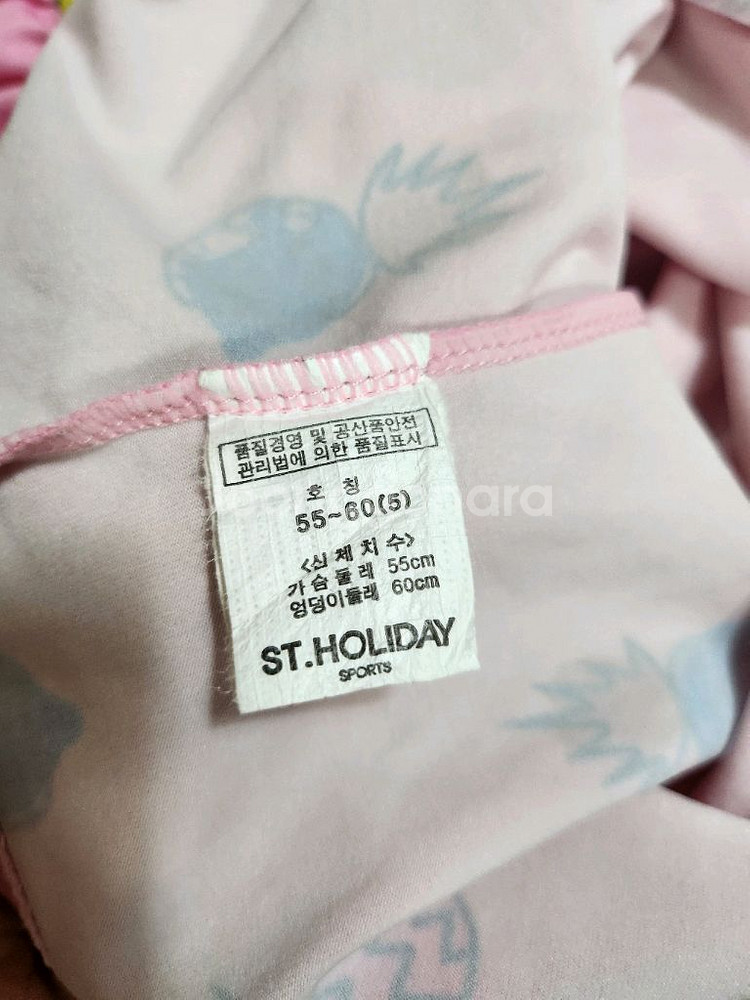 품질경영 및 공산품안전
관리법에 의한 품질표시
호 칭
55~60(5)
<신 체 치 수>
가 슴 둘 레 55cm
엉덩이둘레 60cm
ST.HOLIDAY
SPORTS